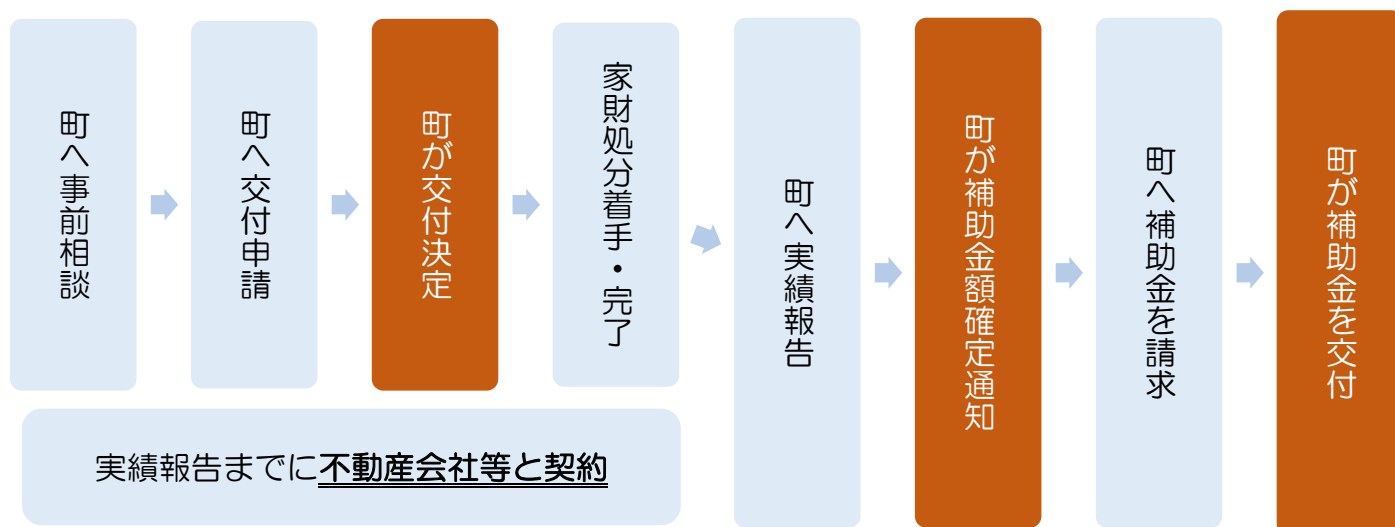 町へ事前相談
町へ交付申請
町が交付決定
家財処分着手・完了
実績報告までに不動産会社等と契約
町へ実績報告
町が補助金額確定通知
町へ補助金を請求
町が補助金を交付